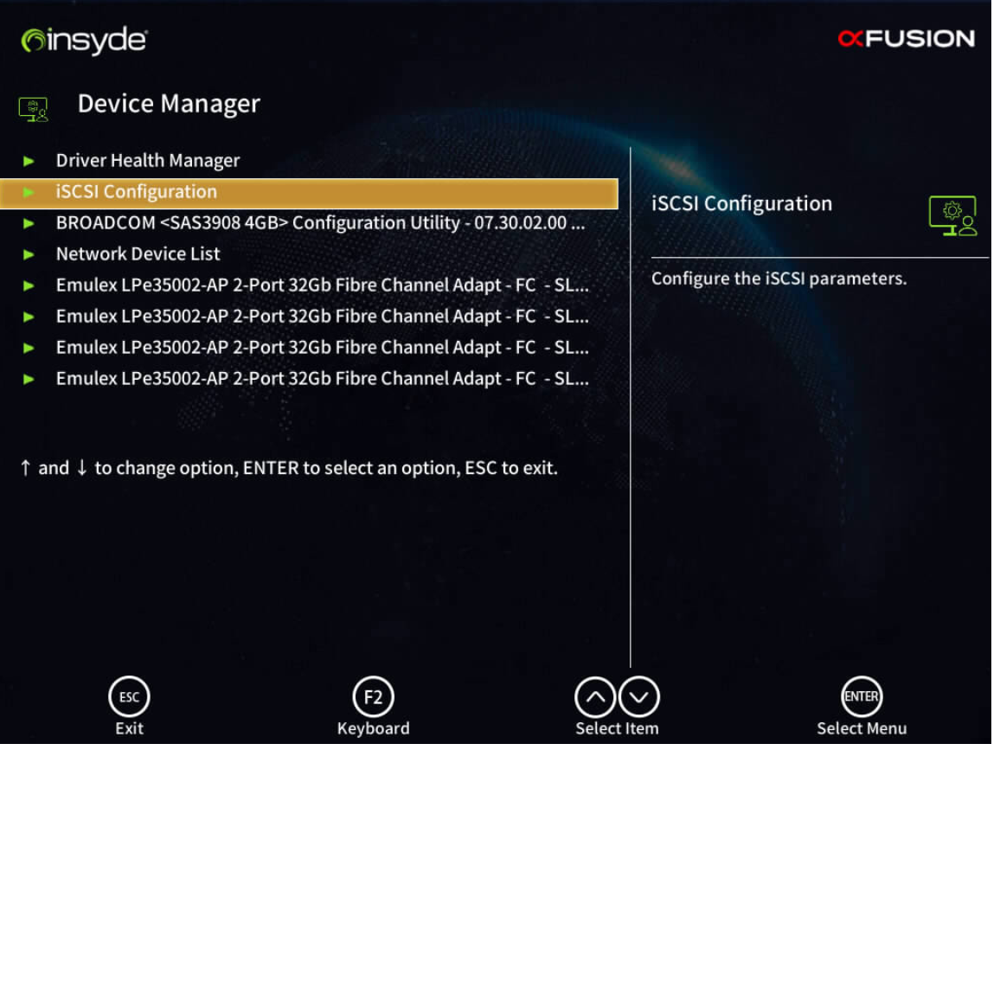 insyde
xFUSION
Device Manager
Driver Health Manager
iSCSI Configuration
BROADCOM <SAS3908 4GB> Configuration Utility - 07.30.02.00 ...
Network Device List
Emulex LPe35002-AP 2-Port 32Gb Fibre Channel Adapt - FC  - SL...
Emulex LPe35002-AP 2-Port 32Gb Fibre Channel Adapt - FC  - SL...
Emulex LPe35002-AP 2-Port 32Gb Fibre Channel Adapt - FC  - SL...
Emulex LPe35002-AP 2-Port 32Gb Fibre Channel Adapt - FC  - SL...
↑ and ↓ to change option, ENTER to select an option, ESC to exit.
iSCSI Configuration
Configure the iSCSI parameters.
ESC
Exit
F2
Keyboard
Select Item
ENTER
Select Menu